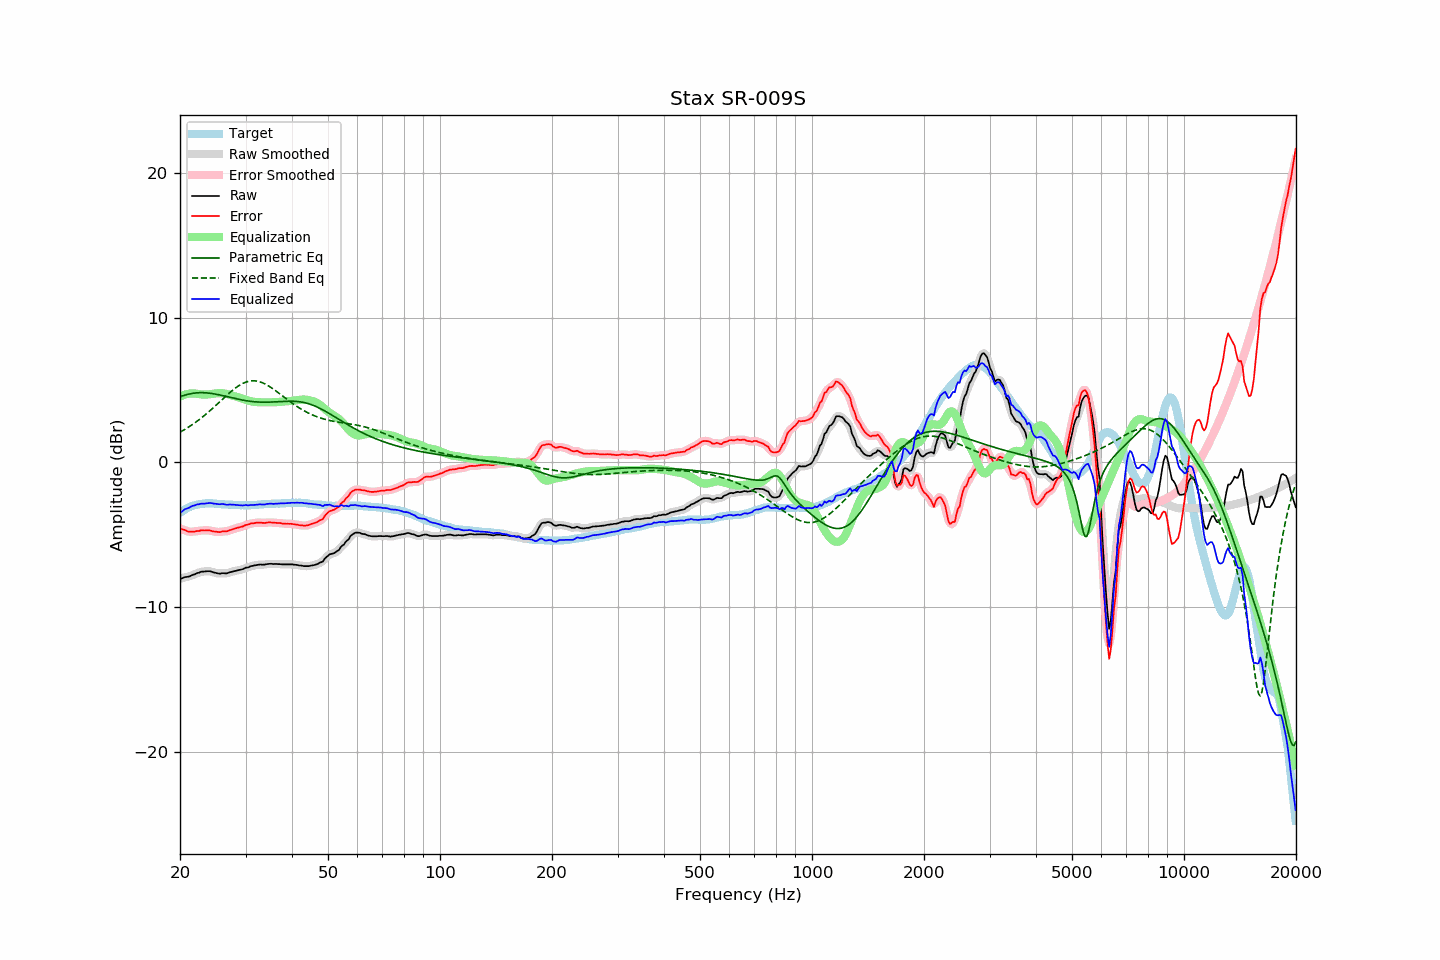 Stax SR-009S
Target
Raw Smoothed
Error Smoothed
Raw
Error
Equalization
Parametric Eq
Fixed Band Eq
Equalized
Amplitude (dBr)
20
10
0
−10
−20
20 50 100 200 500 1000 2000 5000 10000 20000
Frequency (Hz)